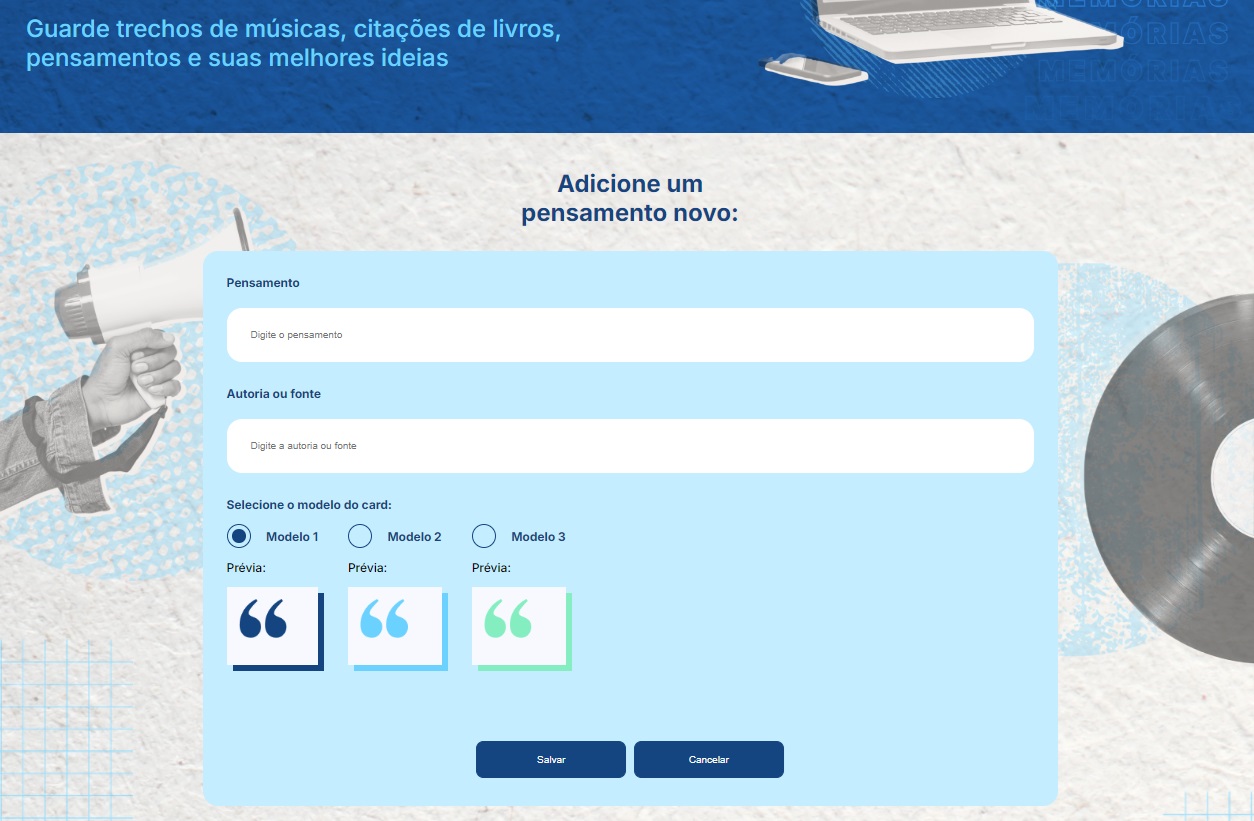 MEMÓRIAS
Guarde trechos de músicas, citações de livros,
pensamentos e suas melhores ideias
MEMÓRIAS
MEMÓRIAS
MEMÓRIAS
Adicione um
pensamento novo:
Pensamento
Digite o pensamento
Autoria ou fonte
Digite a autoria ou fonte
Selecione o modelo do card:
Modelo 1 Modelo 2 Modelo 3
Prévia: Prévia: Prévia:
Salvar Cancelar